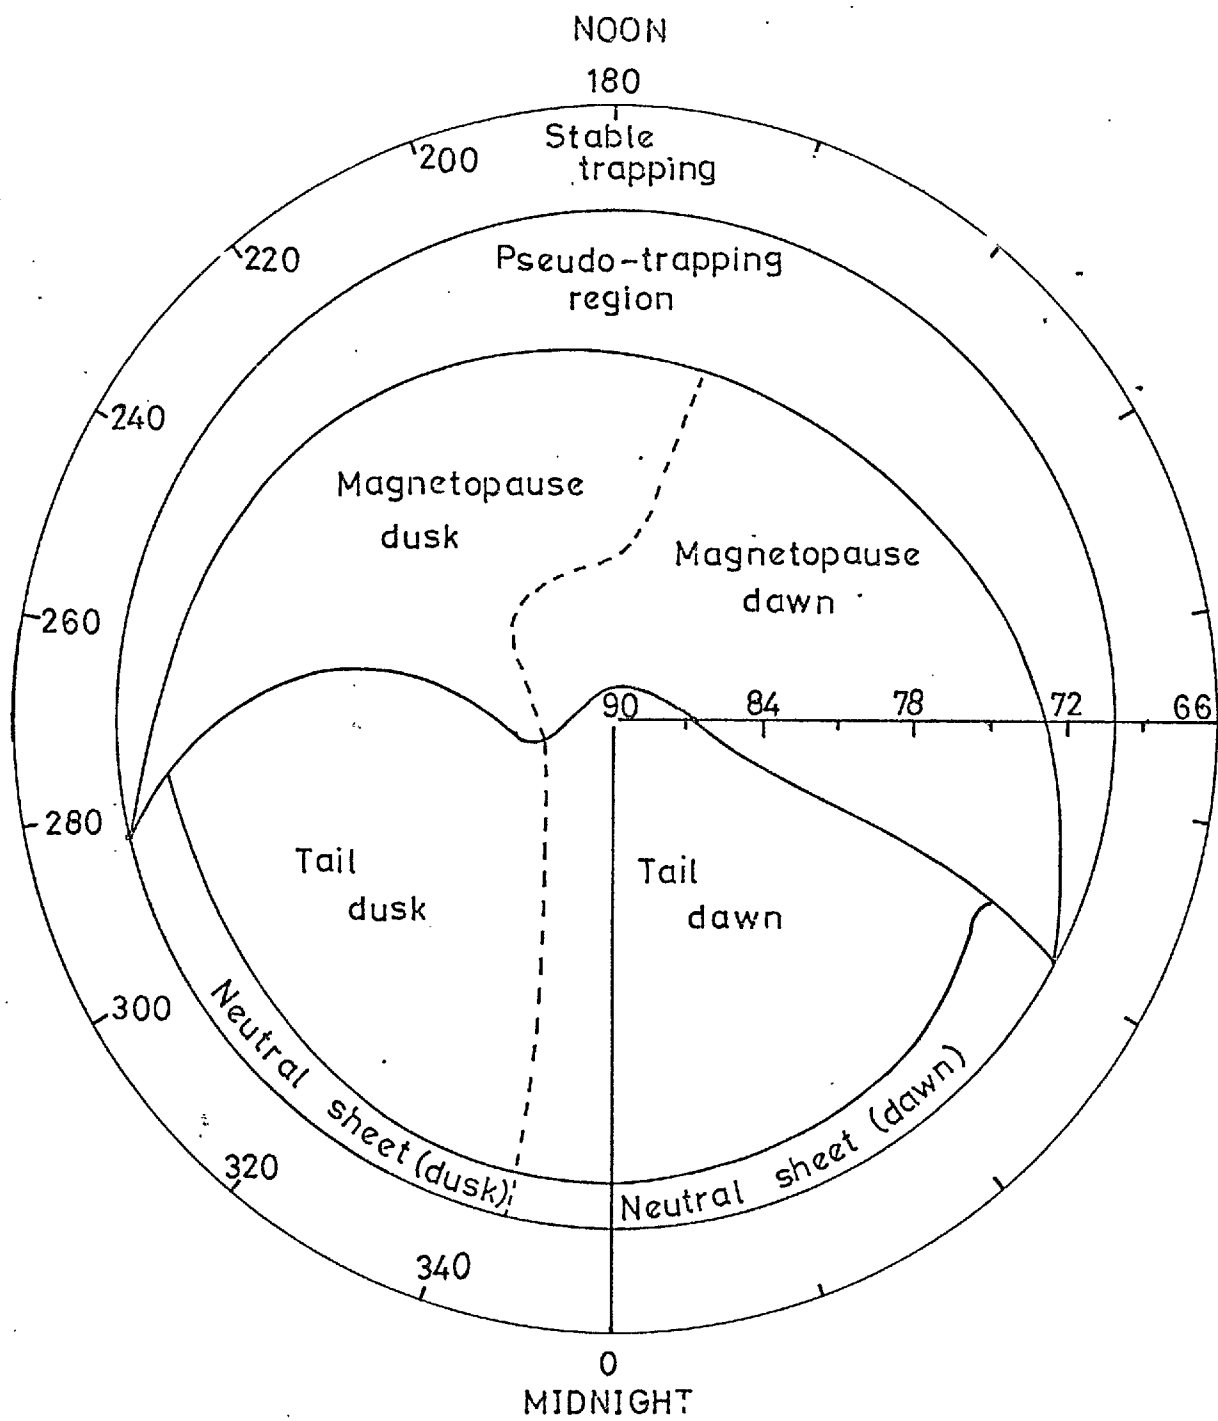 NOON
180
Stable
trapping
200
220
Pseudo-trapping
region
240
Magnetopause
dusk
Magnetopause
dawn
260
90 84 78 72 66
280
Tail
dusk
Tail
dawn
300
Neutral sheet (dusk)
Neutral sheet (dawn)
320
340
0
MIDNIGHT